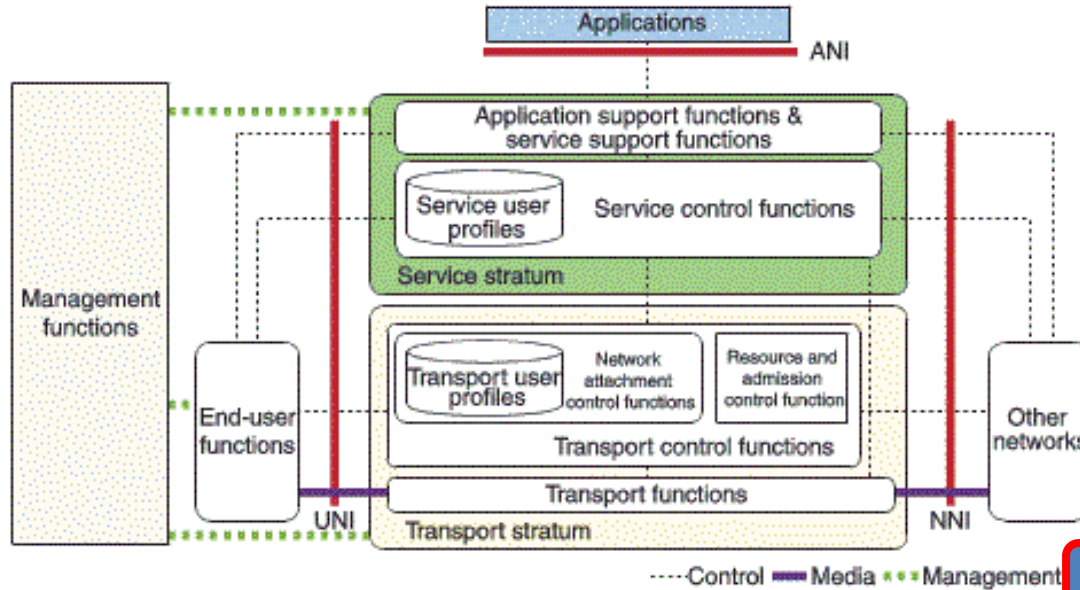 Applications
ANI
Application support functions &
service support functions
Service user
profiles
Service control functions
Service stratum
Management
functions
Transport user
profiles
Network
attachment
control functions
Resource and
admission
control function
Transport control functions
End-user
functions
Other
networks
Transport functions
UNI
NNI
Transport stratum
Control
Media
Management